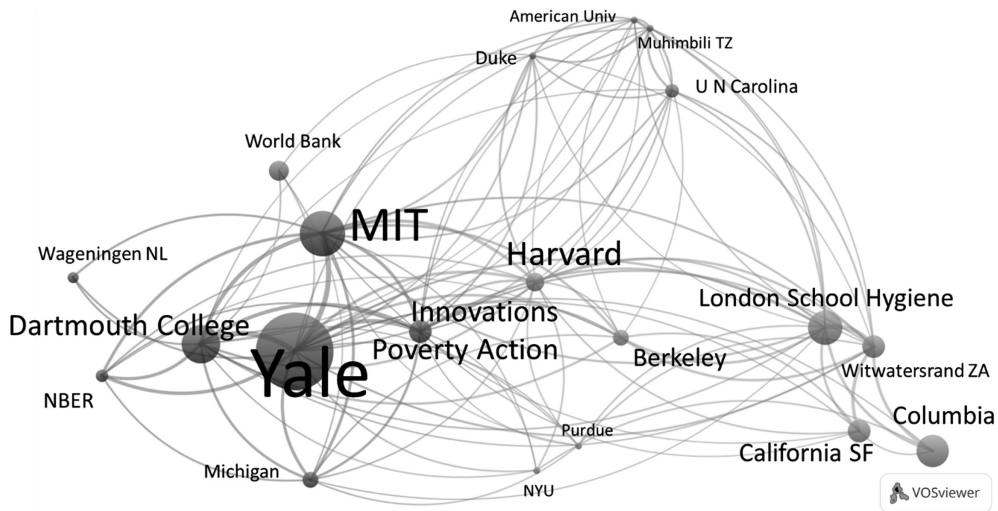 American Univ
Muhimbili TZ
Duke
U N Carolina
World Bank
MIT
Wageningen NL
Harvard
London School Hygiene
Innovations
Poverty Action
Dartmouth College
Yale
Berkeley
Witwatersrand ZA
NBER
Columbia
Purdue
California SF
Michigan
NYU
VOSviewer